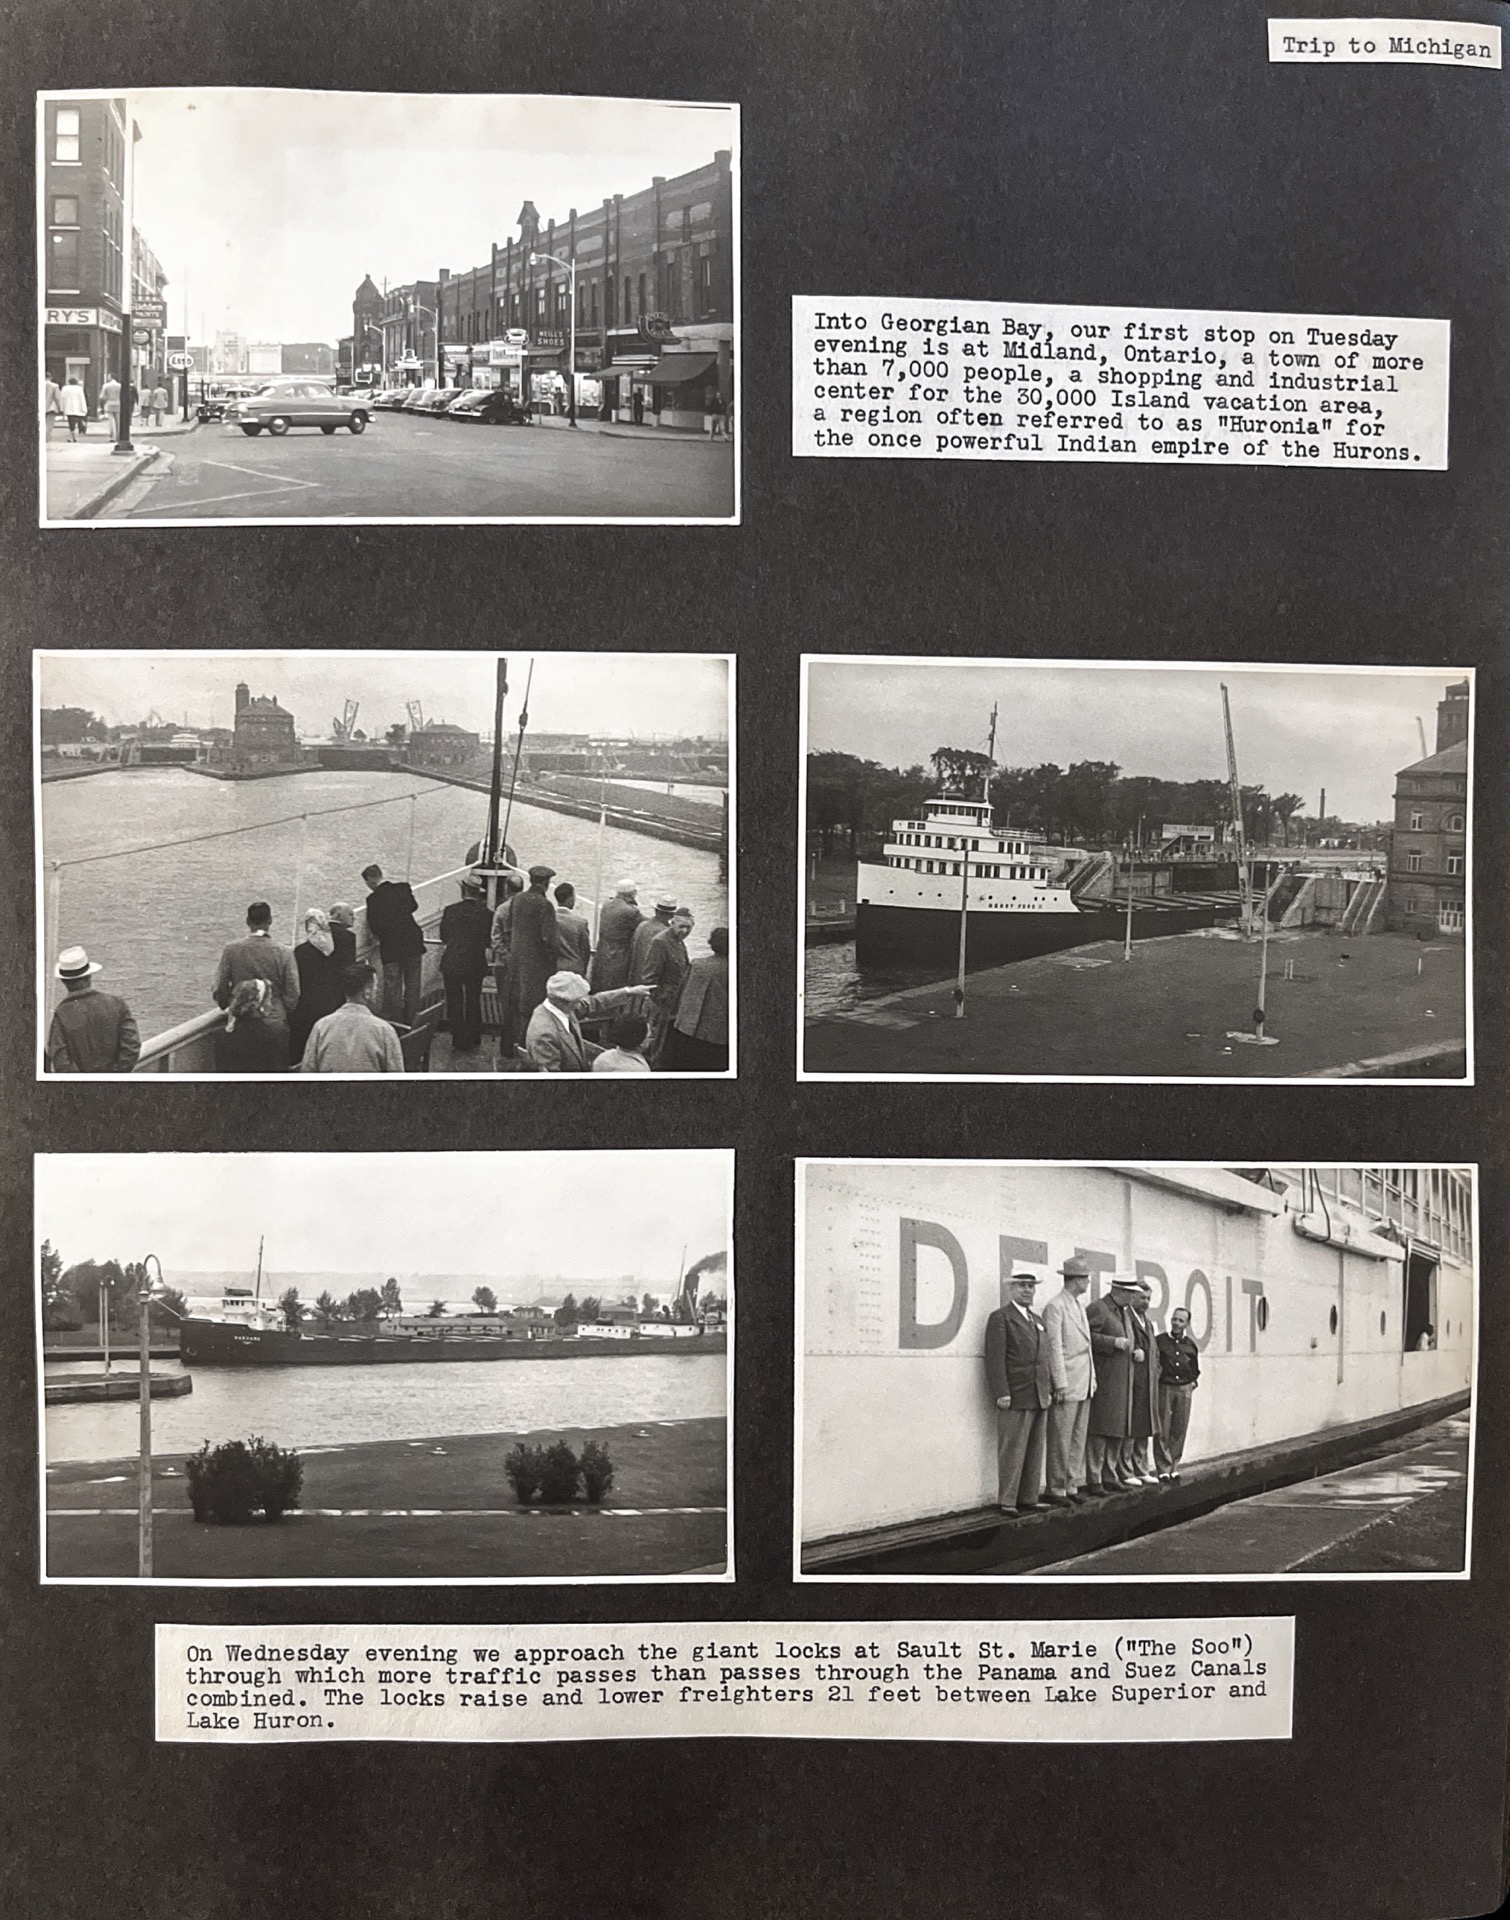 Trip to Michigan
RY'S
Esso
NEILL'S
SHOES
Into Georgian Bay, our first stop on Tuesday
evening is at Midland, Ontario, a town of more
than 7,000 people, a shopping and industrial
center for the 30,000 Island vacation area,
a region often referred to as "Huronia" for
the once powerful Indian empire of the Hurons.
HENRY FORD II
HARVARD
DETROIT
On Wednesday evening we approach the giant locks at Sault St. Marie ("The Soo")
through which more traffic passes than passes through the Panama and Suez Canals
combined. The locks raise and lower freighters 21 feet between Lake Superior and
Lake Huron.